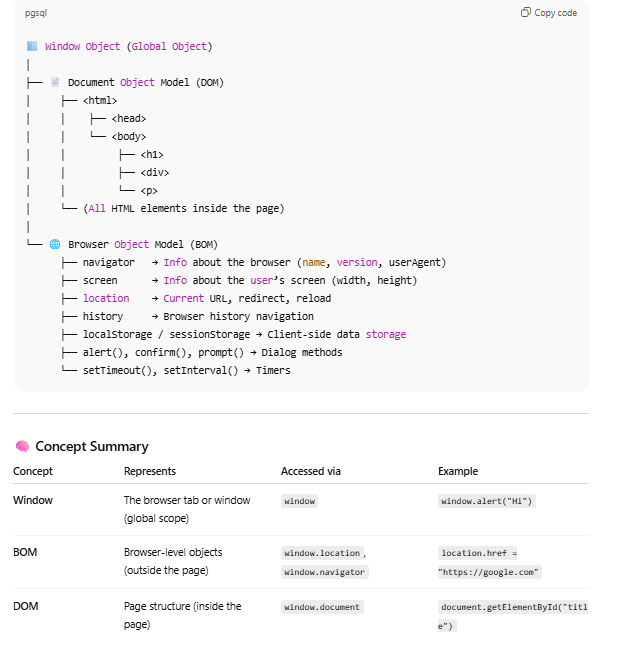 pgsql
Copy code
Window Object (Global Object)
│
├── Document Object Model (DOM)
│ ├── <html>
│ │ ├── <head>
│ │ └── <body>
│ │ ├── <h1>
│ │ ├── <div>
│ │ └── <p>
│ └── (All HTML elements inside the page)
│
└── 🌐 Browser Object Model (BOM)
├── navigator → Info about the browser (name, version, userAgent)
├── screen → Info about the user’s screen (width, height)
├── location → Current URL, redirect, reload
├── history → Browser history navigation
├── localStorage / sessionStorage → Client-side data storage
├── alert(), confirm(), prompt() → Dialog methods
└── setTimeout(), setInterval() → Timers
🧠 Concept Summary
Concept Represents Accessed via Example
Window The browser tab or window window window.alert("Hi")
(global scope)
BOM Browser-level objects window.location, location.href =
(outside the page) window.navigator "https://google.com"
DOM Page structure (inside the window.document document.getElementById("titl
page) e")